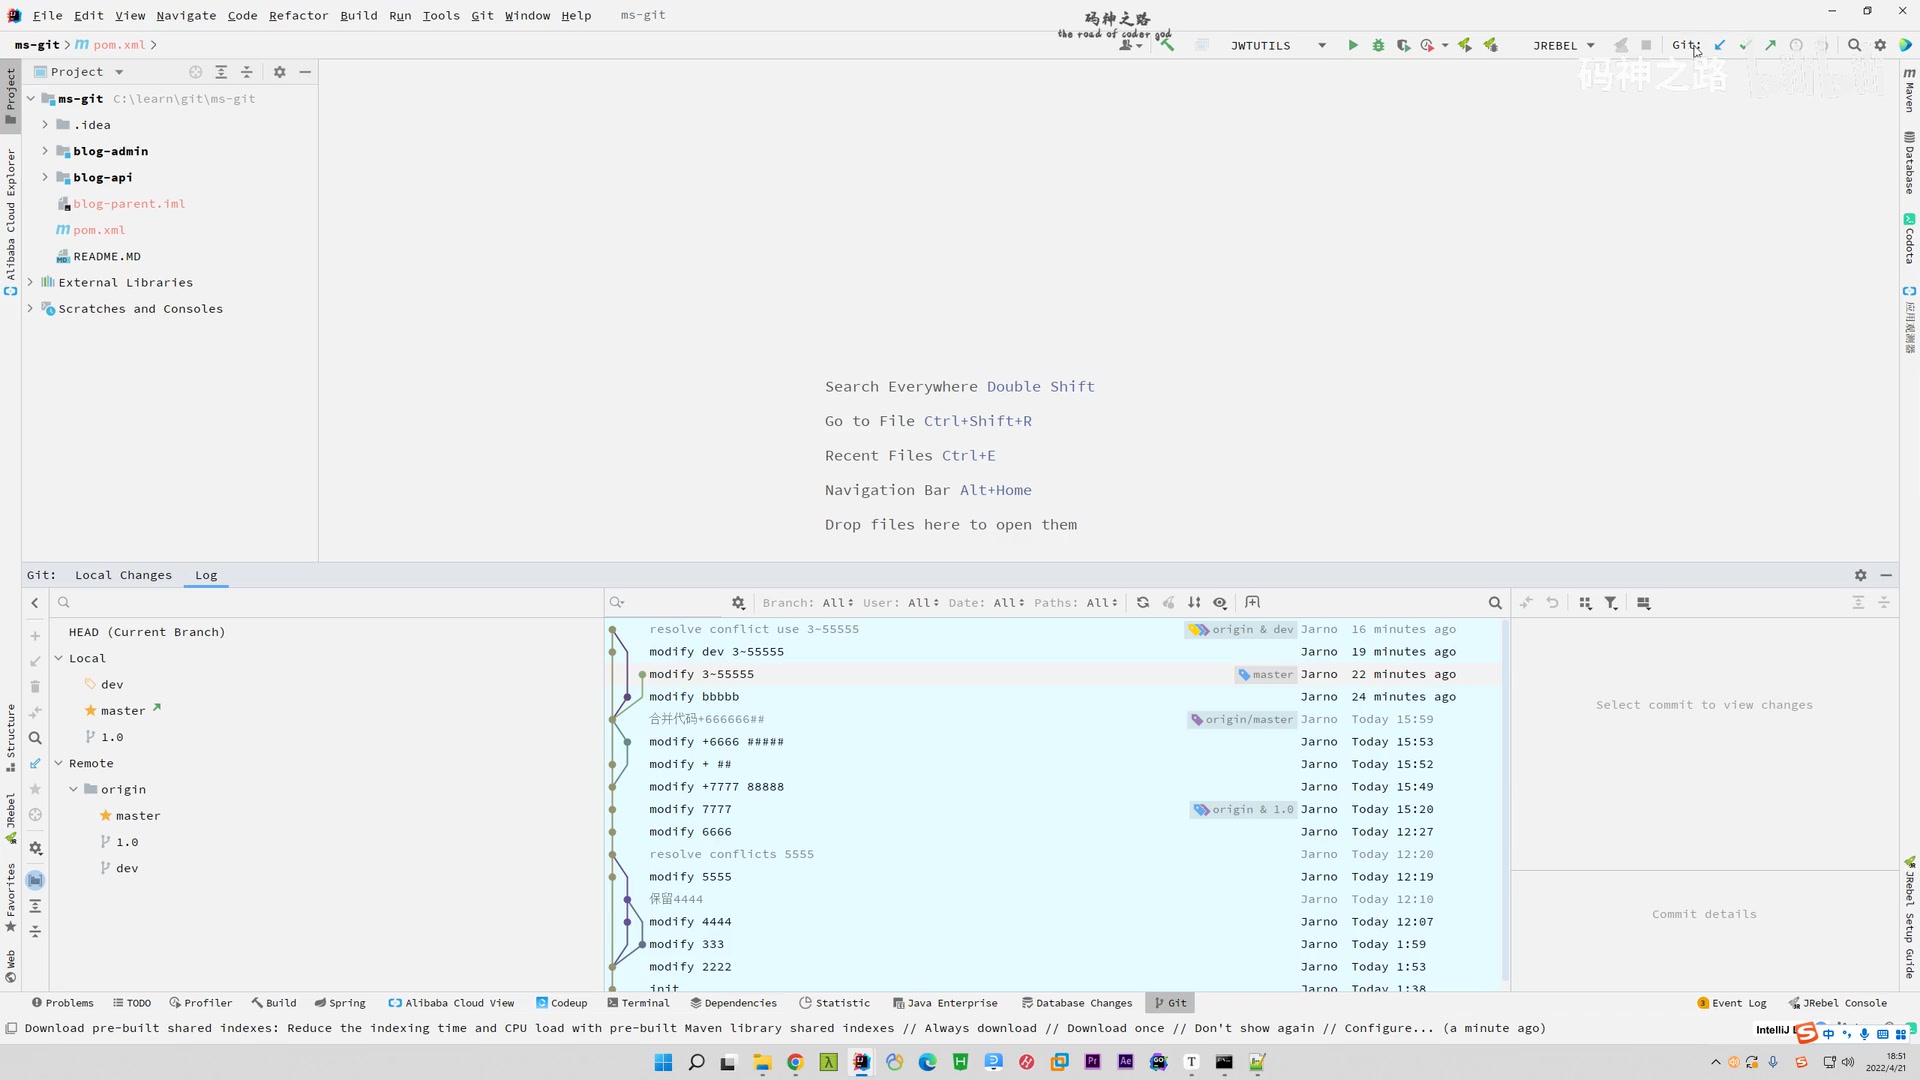 File Edit View Navigate Code Refactor Build Run Tools Git Window Help ms-git
码神之路
the road of coder god
ms-git pom.xml
JWTUTILS
JREBEL
Git:
码神之路
Project
ms-git C:\learn\git\ms-git
.idea
blog-admin
blog-api
blog-parent.iml
pom.xml
README.MD
External Libraries
Scratches and Consoles
Project
Alibaba Cloud Explorer
Structure
JRebel
Favorites
Web
Maven
Database
Codota
应用观测器
JRebel Setup Guide
Search Everywhere Double Shift
Go to File Ctrl+Shift+R
Recent Files Ctrl+E
Navigation Bar Alt+Home
Drop files here to open them
Git: Local Changes Log
HEAD (Current Branch)
Local
dev
master
1.0
Remote
origin
master
1.0
dev
Branch: All User: All Date: All Paths: All
resolve conflict use 3~55555 origin & dev Jarno 16 minutes ago
modify dev 3~55555 Jarno 19 minutes ago
modify 3~55555 master Jarno 22 minutes ago
modify bbbbb Jarno 24 minutes ago
合并代码+666666## origin/master Jarno Today 15:59
modify +6666 ##### Jarno Today 15:53
modify + ## Jarno Today 15:52
modify +7777 88888 Jarno Today 15:49
modify 7777 origin & 1.0 Jarno Today 15:20
modify 6666 Jarno Today 12:27
resolve conflicts 5555 Jarno Today 12:20
modify 5555 Jarno Today 12:19
保留4444 Jarno Today 12:10
modify 4444 Jarno Today 12:07
modify 333 Jarno Today 1:59
modify 2222 Jarno Today 1:53
init Jarno Today 1:38
Select commit to view changes
Commit details
Problems TODO Profiler Build Spring Alibaba Cloud View Codeup Terminal Dependencies Statistic Java Enterprise Database Changes Git 3 Event Log JRebel Console
Download pre-built shared indexes: Reduce the indexing time and CPU load with pre-built Maven library shared indexes // Always download // Download once // Don't show again // Configure... (a minute ago)
IntelliJ
中
18:51
2022/4/21